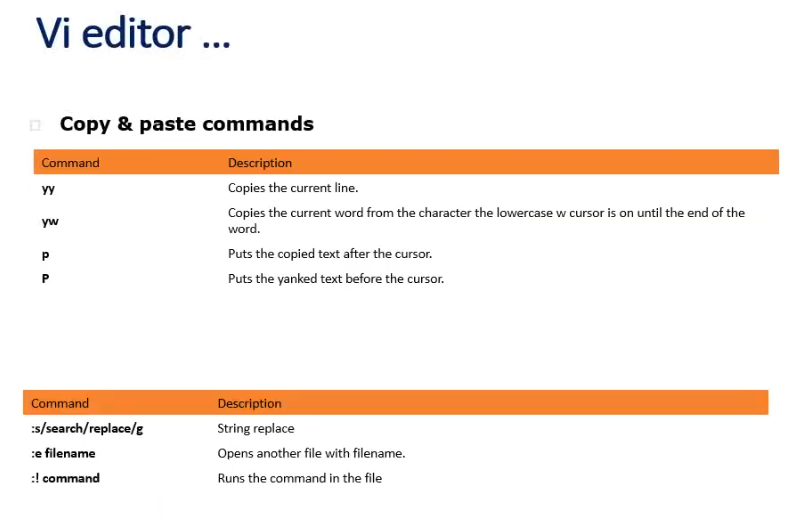 Vi editor ...
Copy & paste commands
Command Description
yy Copies the current line.
yw Copies the current word from the character the lowercase w cursor is on until the end of the
word.
p Puts the copied text after the cursor.
P Puts the yanked text before the cursor.
Command Description
:s/search/replace/g String replace
:e filename Opens another file with filename.
:! command Runs the command in the file